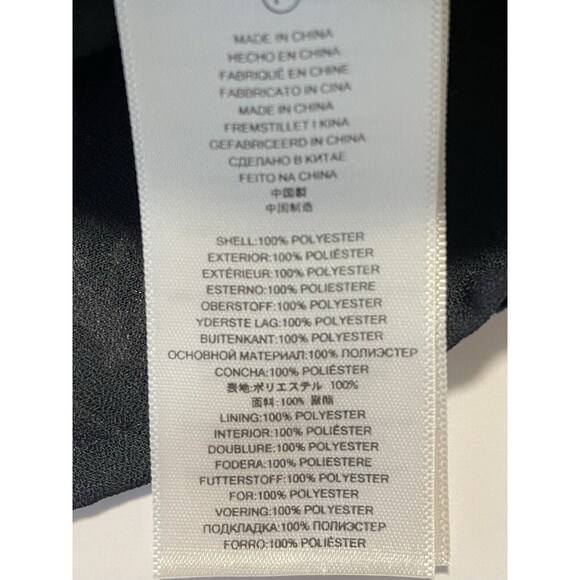 MADE IN CHINA
HECHO EN CHINA
FABRIQUÉ EN CHINE
FABBRICATO IN CINA
MADE IN CHINA
FREMSTILLET I KINA
GEFABRICEERD IN CHINA
СДЕЛАНО В КИТАЕ
FEITO NA CHINA
中国製
中国制造
SHELL:100% POLYESTER
EXTERIOR:100% POLIÉSTER
EXTÉRIEUR:100% POLYESTER
ESTERNO:100% POLIESTERE
OBERSTOFF:100% POLYESTER
YDERSTE LAG:100% POLYESTER
BUITENKANT:100% POLYESTER
ОСНОВНОЙ МАТЕРИАЛ:100% ПОЛИЭСТЕР
CONCHA:100% POLIÉSTER
表地:ポリエステル 100%
面料:100% 聚酯
LINING:100% POLYESTER
INTERIOR:100% POLIÉSTER
DOUBLURE:100% POLYESTER
FODERA:100% POLIESTERE
FUTTERSTOFF:100% POLYESTER
FOR:100% POLYESTER
VOERING:100% POLYESTER
ПОДКЛАДКА:100% ПОЛИЭСТЕР
FORRO:100% POLIÉSTER